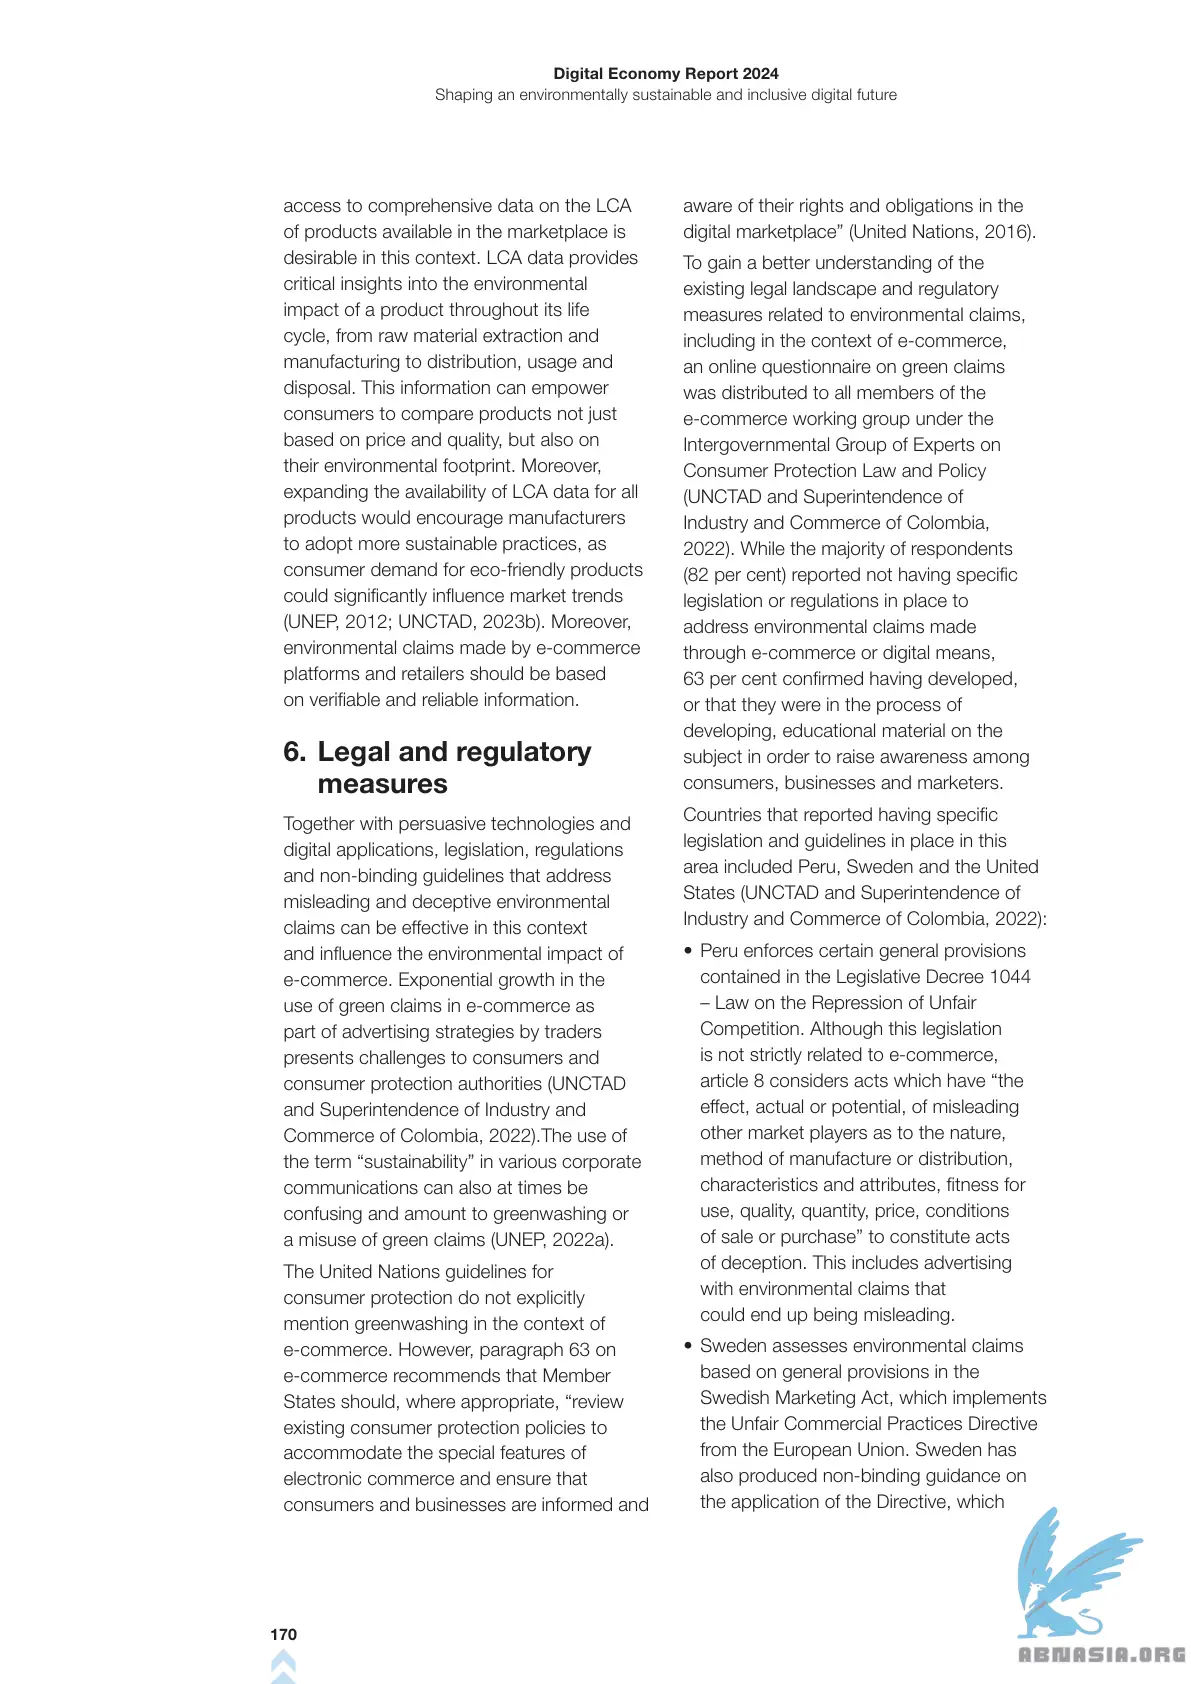 Digital Economy Report 2024
Shaping an environmentally sustainable and inclusive digital future
access to comprehensive data on the LCA
of products available in the marketplace is
desirable in this context. LCA data provides
critical insights into the environmental
impact of a product throughout its life
cycle, from raw material extraction and
manufacturing to distribution, usage and
disposal. This information can empower
consumers to compare products not just
based on price and quality, but also on
their environmental footprint. Moreover,
expanding the availability of LCA data for all
products would encourage manufacturers
to adopt more sustainable practices, as
consumer demand for eco-friendly products
could significantly influence market trends
(UNEP, 2012; UNCTAD, 2023b). Moreover,
environmental claims made by e-commerce
platforms and retailers should be based
on verifiable and reliable information.
6. Legal and regulatory
measures
Together with persuasive technologies and
digital applications, legislation, regulations
and non-binding guidelines that address
misleading and deceptive environmental
claims can be effective in this context
and influence the environmental impact of
e-commerce. Exponential growth in the
use of green claims in e-commerce as
part of advertising strategies by traders
presents challenges to consumers and
consumer protection authorities (UNCTAD
and Superintendence of Industry and
Commerce of Colombia, 2022).The use of
the term “sustainability” in various corporate
communications can also at times be
confusing and amount to greenwashing or
a misuse of green claims (UNEP, 2022a).
The United Nations guidelines for
consumer protection do not explicitly
mention greenwashing in the context of
e-commerce. However, paragraph 63 on
e-commerce recommends that Member
States should, where appropriate, “review
existing consumer protection policies to
accommodate the special features of
electronic commerce and ensure that
consumers and businesses are informed and
aware of their rights and obligations in the
digital marketplace” (United Nations, 2016).
To gain a better understanding of the
existing legal landscape and regulatory
measures related to environmental claims,
including in the context of e-commerce,
an online questionnaire on green claims
was distributed to all members of the
e-commerce working group under the
Intergovernmental Group of Experts on
Consumer Protection Law and Policy
(UNCTAD and Superintendence of
Industry and Commerce of Colombia,
2022). While the majority of respondents
(82 per cent) reported not having specific
legislation or regulations in place to
address environmental claims made
through e-commerce or digital means,
63 per cent confirmed having developed,
or that they were in the process of
developing, educational material on the
subject in order to raise awareness among
consumers, businesses and marketers.
Countries that reported having specific
legislation and guidelines in place in this
area included Peru, Sweden and the United
States (UNCTAD and Superintendence of
Industry and Commerce of Colombia, 2022):
• Peru enforces certain general provisions
contained in the Legislative Decree 1044
– Law on the Repression of Unfair
Competition. Although this legislation
is not strictly related to e-commerce,
article 8 considers acts which have “the
effect, actual or potential, of misleading
other market players as to the nature,
method of manufacture or distribution,
characteristics and attributes, fitness for
use, quality, quantity, price, conditions
of sale or purchase” to constitute acts
of deception. This includes advertising
with environmental claims that
could end up being misleading.
• Sweden assesses environmental claims
based on general provisions in the
Swedish Marketing Act, which implements
the Unfair Commercial Practices Directive
from the European Union. Sweden has
also produced non-binding guidance on
the application of the Directive, which
170
ABNASIA.ORG